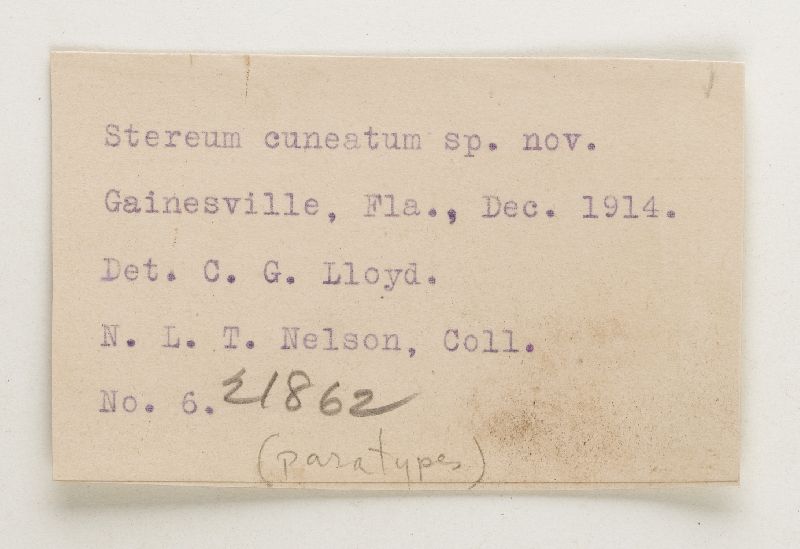 Stereum cuneatum sp. nov.
Gainesville, Fla., Dec. 1914.
Det. C. G. Lloyd.
N. L. T. Nelson, Coll.
No. 6. 21862
(paratypes)